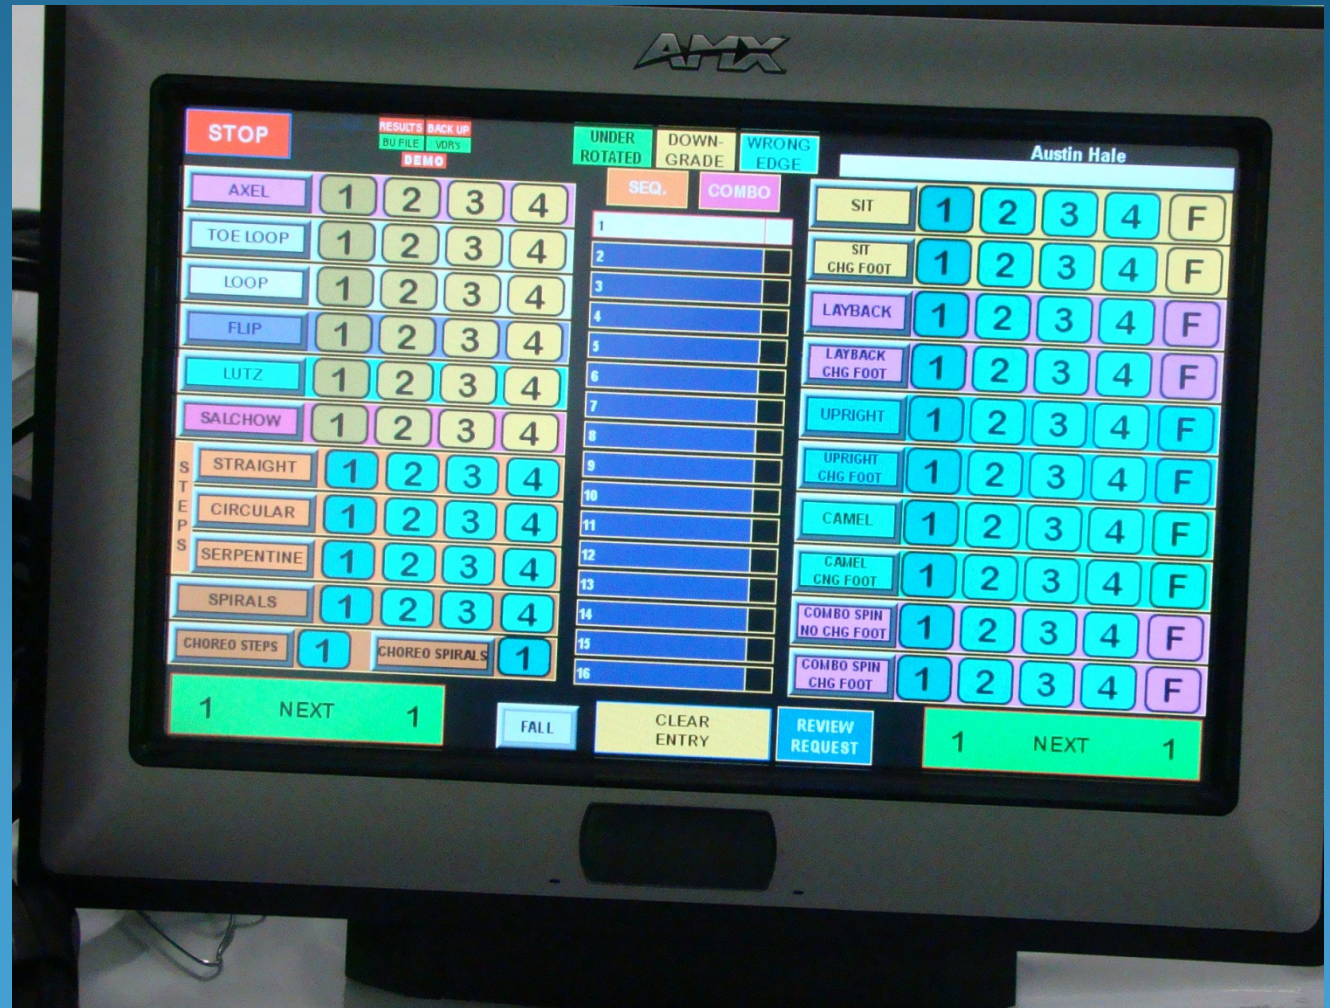 AMX
STOP
RESULTS BACK UP
BU FILE VDR's
DEMO
UNDER ROTATED
DOWN-GRADE
WRONG EDGE
Austin Hale
SEQ. COMBO
AXEL 1 2 3 4
TOE LOOP 1 2 3 4
LOOP 1 2 3 4
FLIP 1 2 3 4
LUTZ 1 2 3 4
SALCHOW 1 2 3 4
STEPS
STRAIGHT 1 2 3 4
CIRCULAR 1 2 3 4
SERPENTINE 1 2 3 4
SPIRALS 1 2 3 4
CHOREO STEPS 1 CHOREO SPIRALS 1
1 NEXT 1
1
2
3
4
5
6
7
8
9
10
11
12
13
14
15
16
SIT 1 2 3 4 F
SIT CHG FOOT 1 2 3 4 F
LAYBACK 1 2 3 4 F
LAYBACK CHG FOOT 1 2 3 4 F
UPRIGHT 1 2 3 4 F
UPRIGHT CHG FOOT 1 2 3 4 F
CAMEL 1 2 3 4 F
CAMEL CNG FOOT 1 2 3 4 F
COMBO SPIN NO CHG FOOT 1 2 3 4 F
COMBO SPIN CHG FOOT 1 2 3 4 F
FALL
CLEAR ENTRY
REVIEW REQUEST
1 NEXT 1